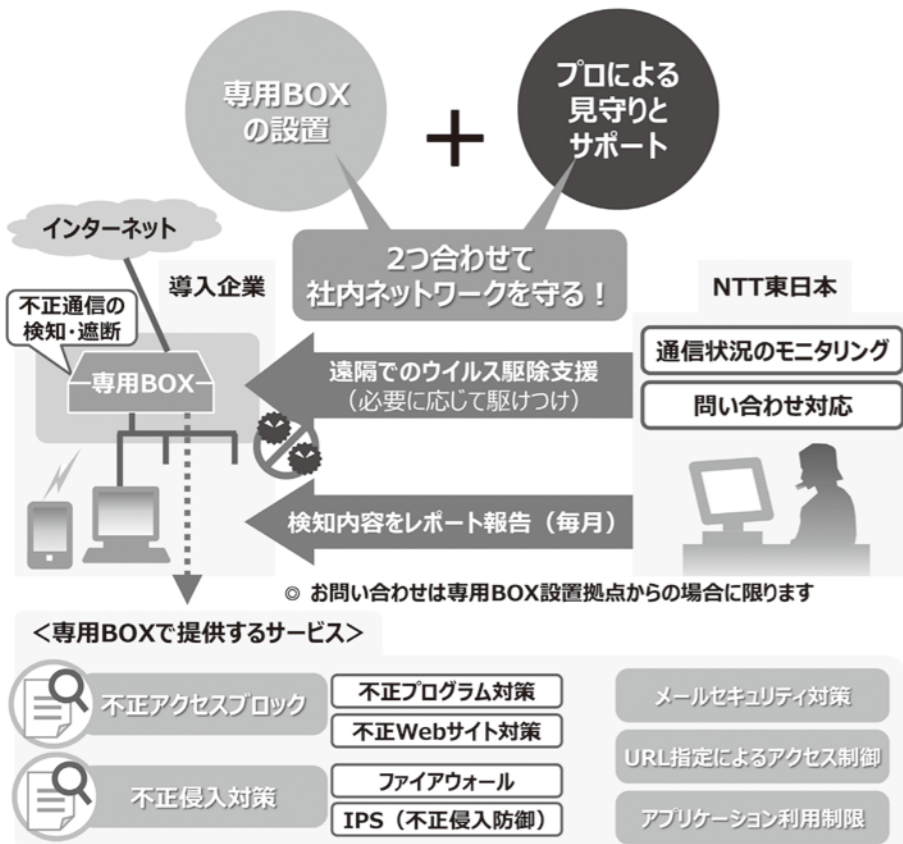 専用BOX
の設置
+
プロによる
見守りと
サポート
2つ合わせて
社内ネットワークを守る！
インターネット
導入企業
NTT東日本
不正通信の
検知・遮断
専用BOX
遠隔でのウイルス駆除支援
（必要に応じて駆けつけ）
通信状況のモニタリング
問い合わせ対応
検知内容をレポート報告（毎月）
◎ お問い合わせは専用BOX設置拠点からの場合に限ります
＜専用BOXで提供するサービス＞
不正アクセスブロック
不正プログラム対策
不正Webサイト対策
不正侵入対策
ファイアウォール
IPS（不正侵入防御）
メールセキュリティ対策
URL指定によるアクセス制御
アプリケーション利用制限